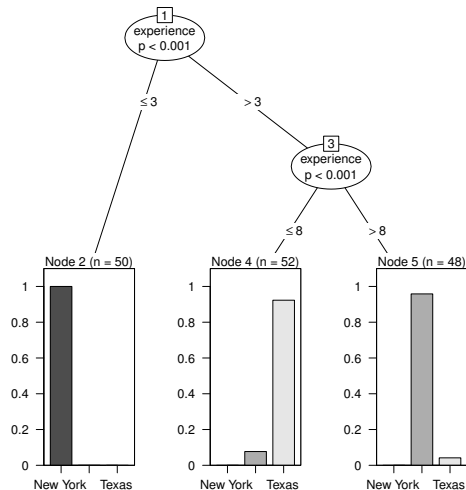 1
experience
p < 0.001
≤ 3
> 3
3
experience
p < 0.001
≤ 8
> 8
Node 2 (n = 50)
1
0.8
0.6
0.4
0.2
0
New York
Texas
Node 4 (n = 52)
1
0.8
0.6
0.4
0.2
0
New York
Texas
Node 5 (n = 48)
1
0.8
0.6
0.4
0.2
0
New York
Texas